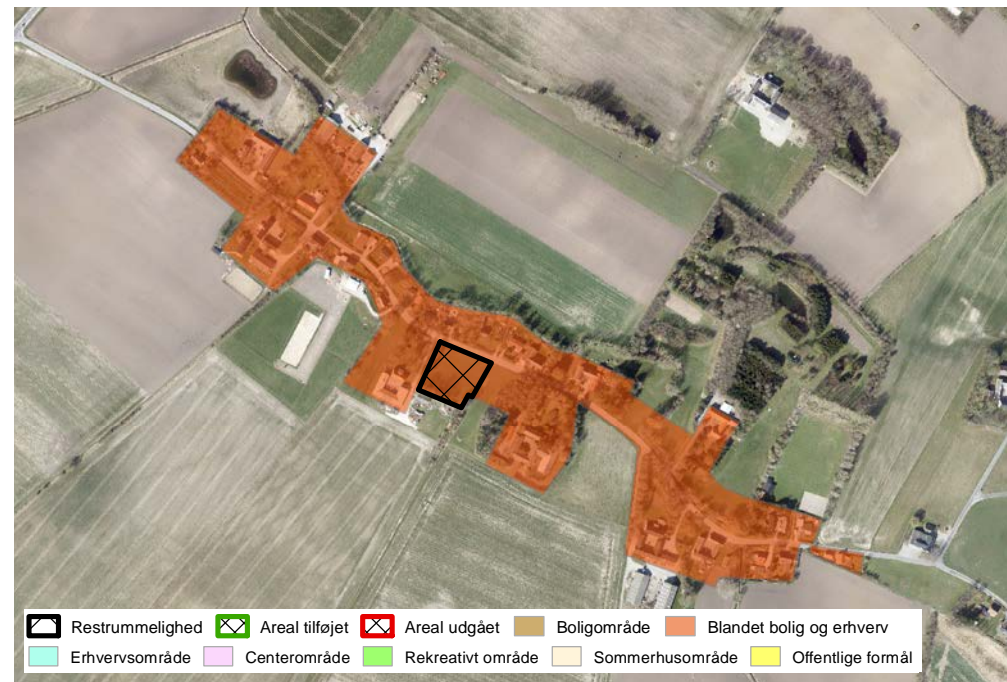 Restrummelighed Areal tilføjet Areal udgået Boligområde Blandet bolig og erhverv
Erhvervsområde Centerområde Rekreativt område Sommerhusområde Offentlige formål